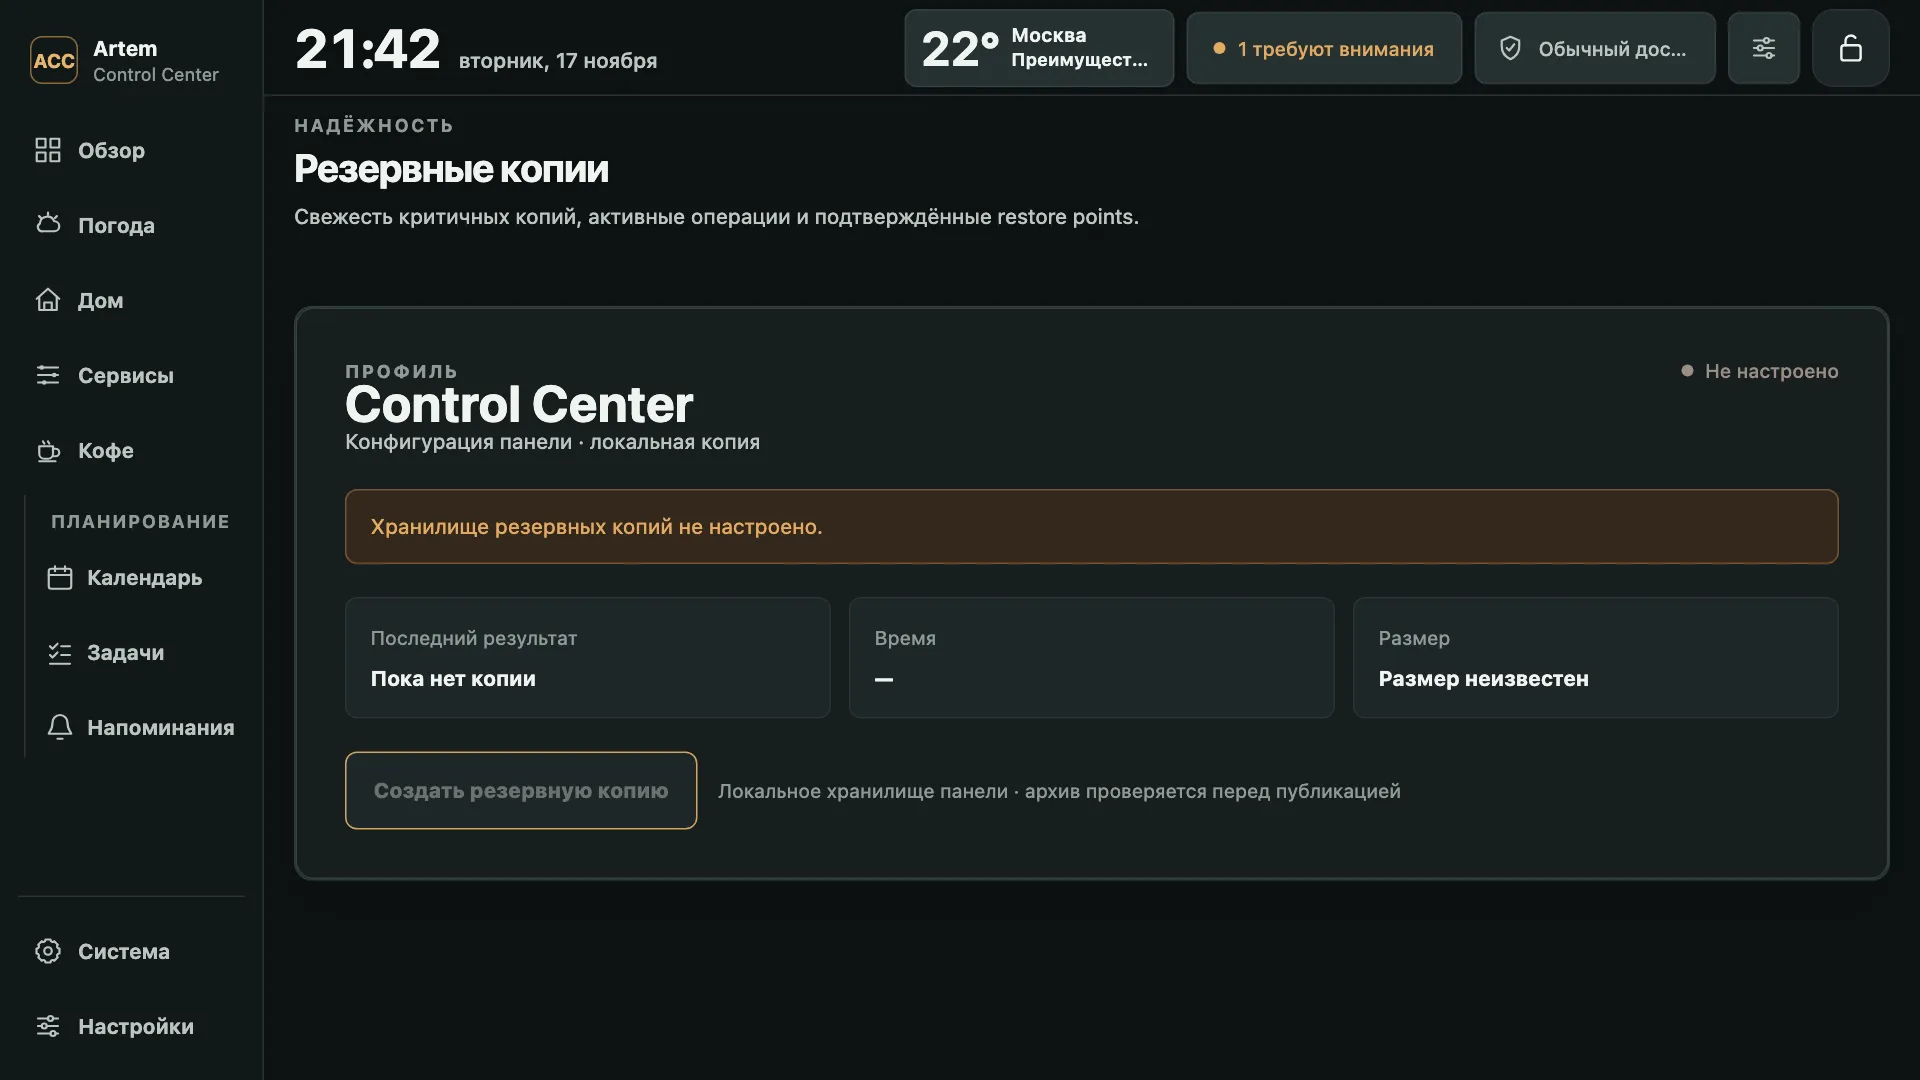 ACC
Artem
Control Center
Обзор
Погода
Дом
Сервисы
Кофе
ПЛАНИРОВАНИЕ
Календарь
Задачи
Напоминания
Система
Настройки
21:42
вторник, 17 ноября
22°
Москва
Преимущест...
1 требуют внимания
Обычный дос...
НАДЁЖНОСТЬ
Резервные копии
Свежесть критичных копий, активные операции и подтверждённые restore points.
ПРОФИЛЬ
Control Center
Конфигурация панели · локальная копия
Не настроено
Хранилище резервных копий не настроено.
Последний результат
Пока нет копии
Время
—
Размер
Размер неизвестен
Создать резервную копию
Локальное хранилище панели · архив проверяется перед публикацией